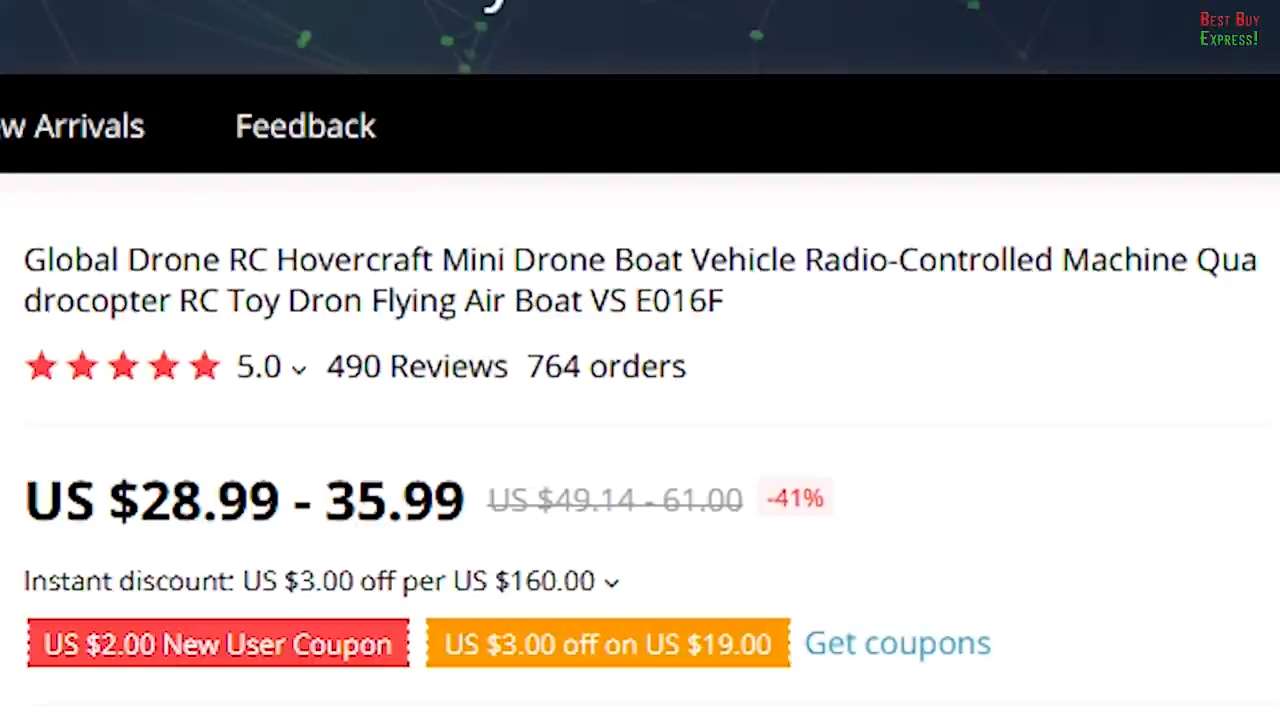 y
BEST BUY
EXPRESS!
w Arrivals
Feedback
Global Drone RC Hovercraft Mini Drone Boat Vehicle Radio-Controlled Machine Qua
drocopter RC Toy Dron Flying Air Boat VS E016F
5.0 490 Reviews 764 orders
US $28.99 - 35.99 US $49.14 - 61.00 -41%
Instant discount: US $3.00 off per US $160.00
US $2.00 New User Coupon US $3.00 off on US $19.00 Get coupons